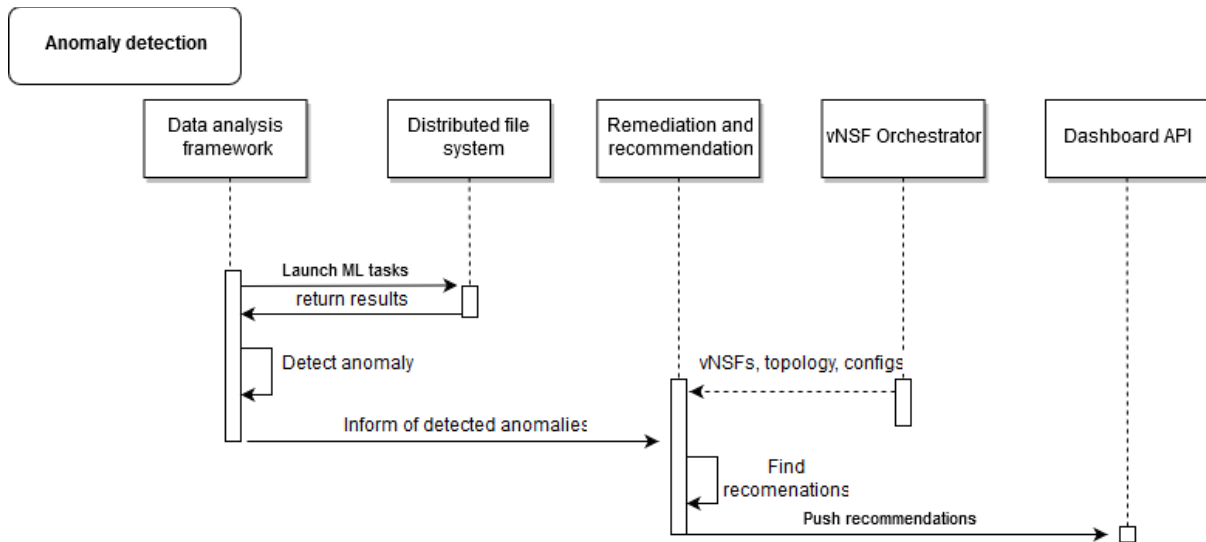 Anomaly detection
Data analysis
framework
Distributed file
system
Remediation and
recommendation
vNSF Orchestrator
Dashboard API
Launch ML tasks
return results
Detect anomaly
vNSFs, topology, configs
Inform of detected anomalies
Find
recomenations
Push recommendations